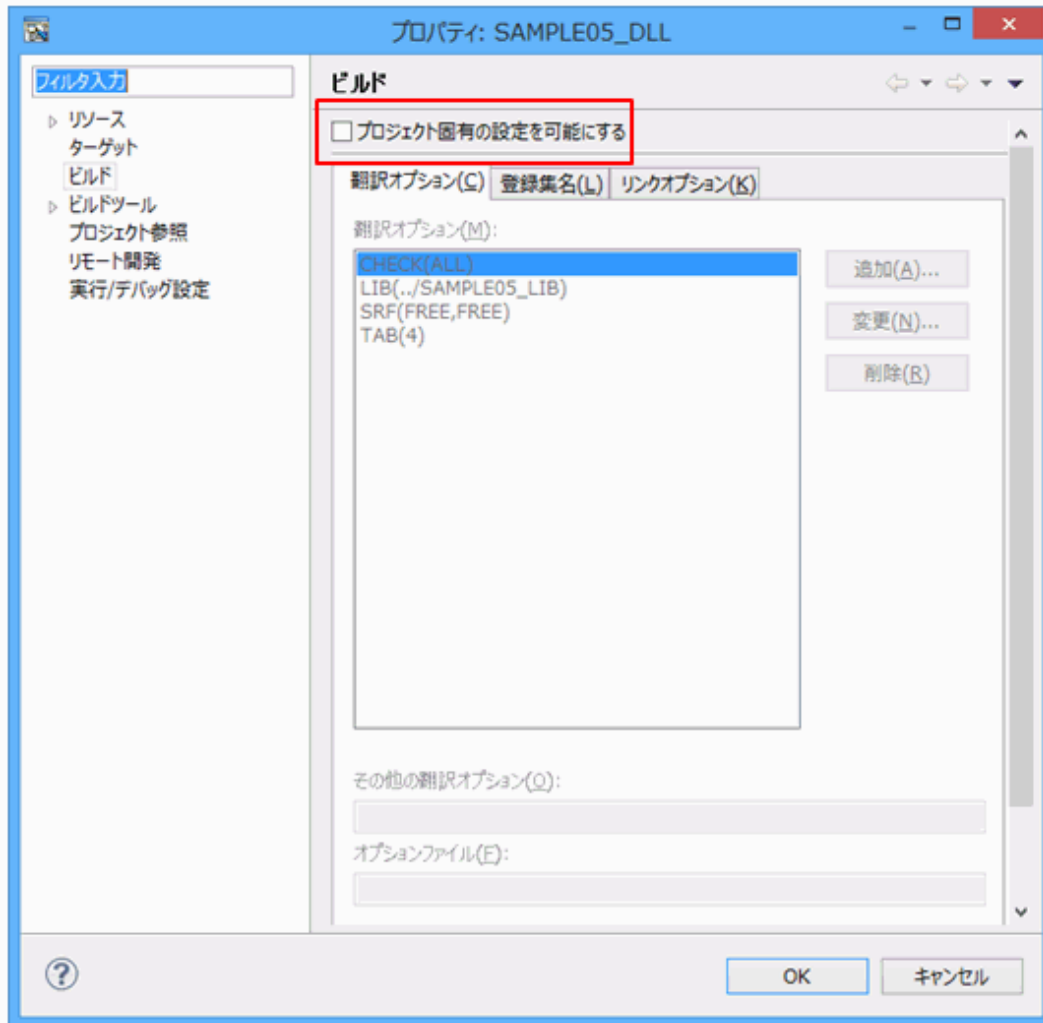 プロパティ: SAMPLE05_DLL
フィルタ入力
リソース
ターゲット
ビルド
ビルドツール
プロジェクト参照
リモート開発
実行/デバッグ設定
ビルド
プロジェクト固有の設定を可能にする
翻訳オプション(C) 登録集名(L) リンクオプション(K)
翻訳オプション(M):
CHECK(ALL)
LIB(../SAMPLE05_LIB)
SRF(FREE,FREE)
TAB(4)
追加(A)...
変更(N)...
削除(R)
その他の翻訳オプション(O):
オプションファイル(F):
OK キャンセル